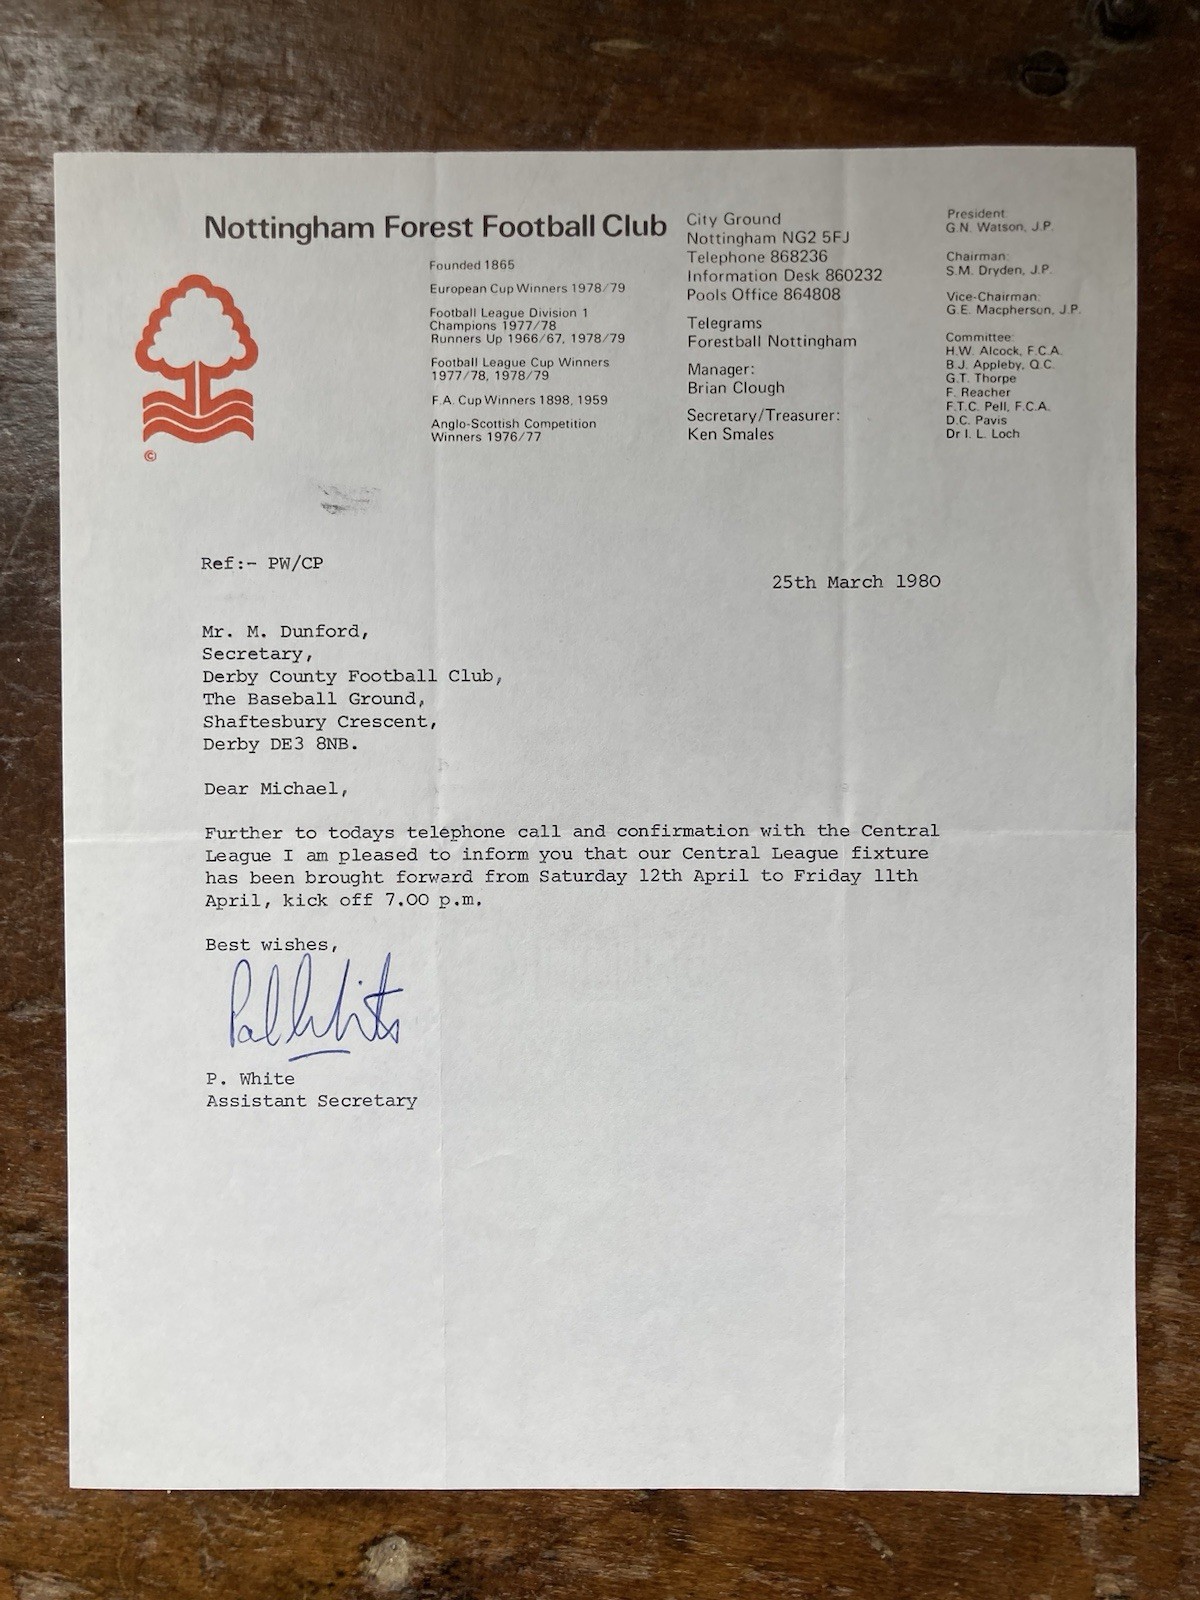 Nottingham Forest Football Club
Founded 1865
European Cup Winners 1978/79
Football League Division 1
Champions 1977/78
Runners Up 1966/67, 1978/79
Football League Cup Winners
1977/78, 1978/79
F.A. Cup Winners 1898, 1959
Anglo-Scottish Competition
Winners 1976/77
City Ground
Nottingham NG2 5FJ
Telephone 868236
Information Desk 860232
Pools Office 864808
Telegrams
Forestball Nottingham
Manager:
Brian Clough
Secretary/Treasurer:
Ken Smales
President:
G.N. Watson, J.P.
Chairman:
S.M. Dryden, J.P.
Vice-Chairman:
G.E. Macpherson, J.P.
Committee:
H.W. Alcock, F.C.A.
B.J. Appleby, Q.C.
G.T. Thorpe
F. Reacher
F.T.C. Pell, F.C.A.
D.C. Pavis
Dr I. L. Loch
©
Ref:- PW/CP
25th March 1980
Mr. M. Dunford,
Secretary,
Derby County Football Club,
The Baseball Ground,
Shaftesbury Crescent,
Derby DE3 8NB.
Dear Michael,
Further to todays telephone call and confirmation with the Central
League I am pleased to inform you that our Central League fixture
has been brought forward from Saturday 12th April to Friday 11th
April, kick off 7.00 p.m.
Best wishes,
Paul White
P. White
Assistant Secretary